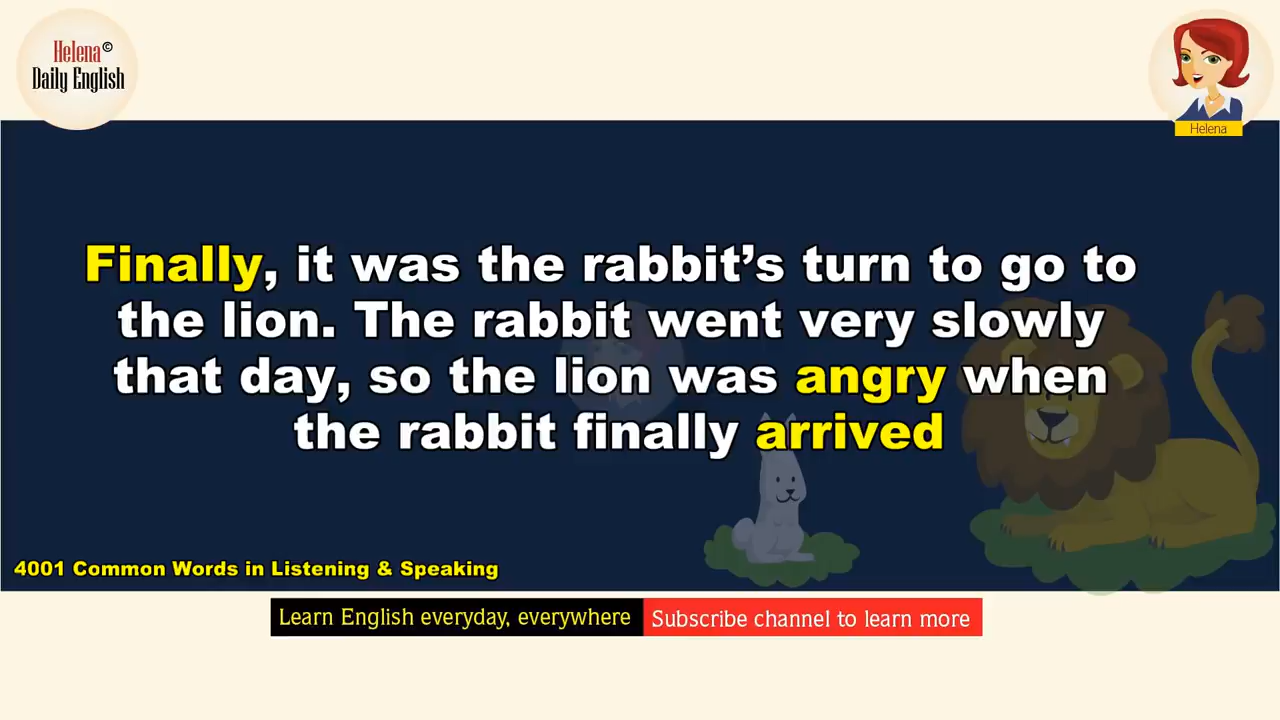 Helena©
Daily English
Helena
Finally, it was the rabbit’s turn to go to
the lion. The rabbit went very slowly
that day, so the lion was angry when
the rabbit finally arrived
4001 Common Words in Listening & Speaking
Learn English everyday, everywhere
Subscribe channel to learn more